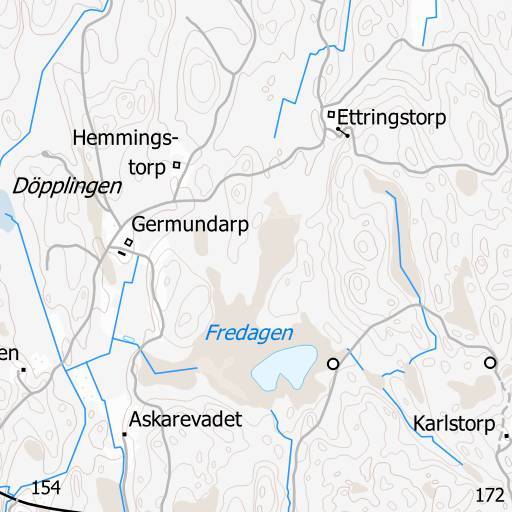 Ettringstorp
Hemmings-
torp
Döpplingen
Germundarp
Fredagen
en
Askarevadet
Karlstorp
154
172